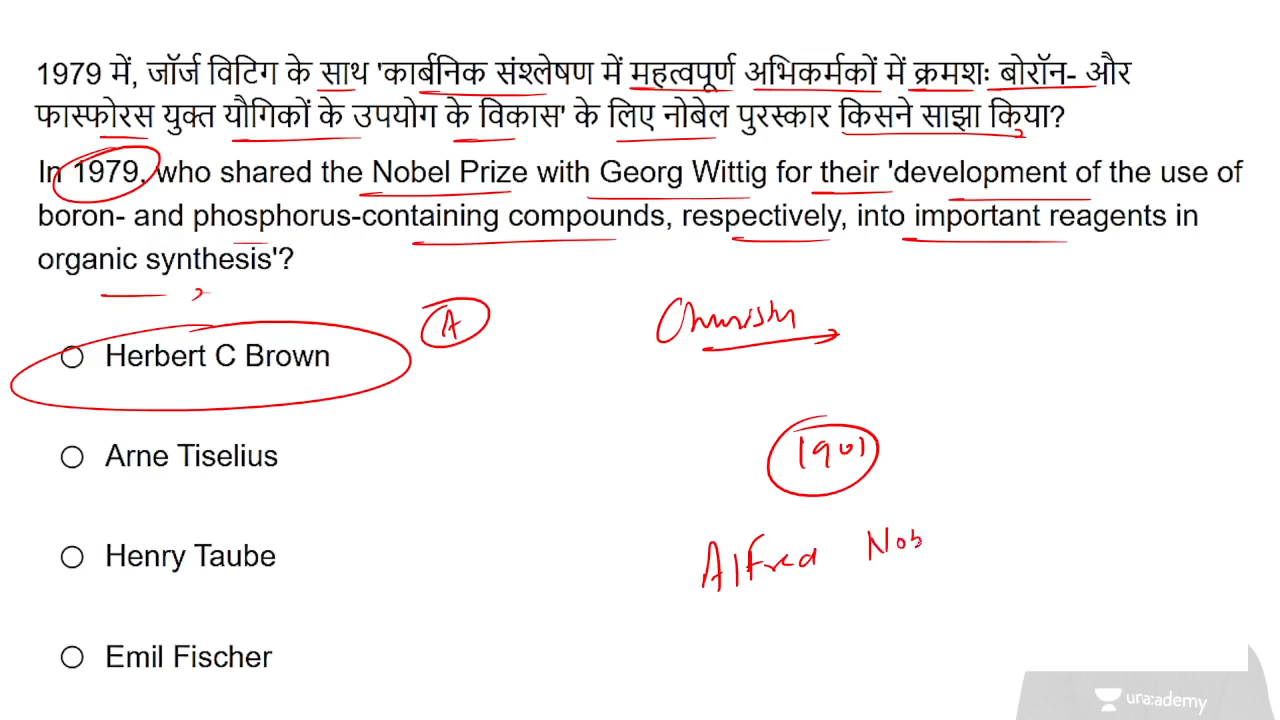 1979 में, जॉर्ज विटिग के साथ 'कार्बनिक संश्लेषण में महत्वपूर्ण अभिकर्मकों में क्रमशः बोरॉन- और
फास्फोरस युक्त यौगिकों के उपयोग के विकास' के लिए नोबेल पुरस्कार किसने साझा किया?
In 1979, who shared the Nobel Prize with Georg Wittig for their 'development of the use of
boron- and phosphorus-containing compounds, respectively, into important reagents in
organic synthesis'?
A
Herbert C Brown
1901
Arne Tiselius
Alfred Nob
Henry Taube
Emil Fischer
unacademy